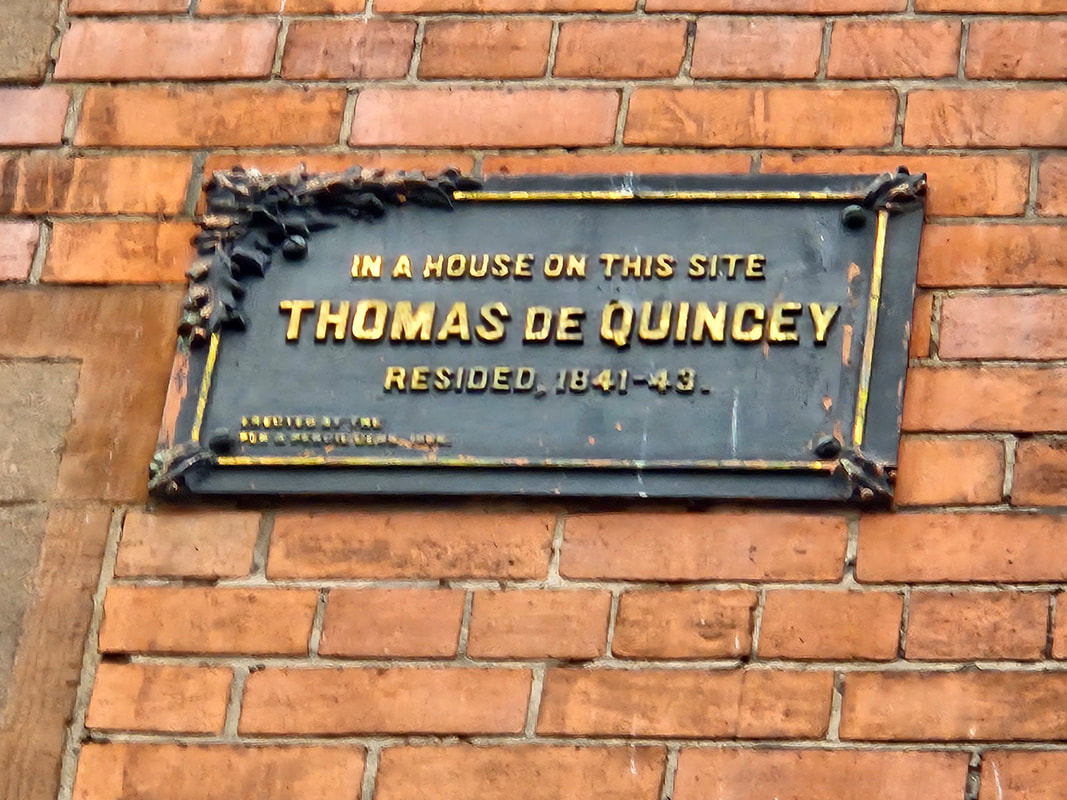 IN A HOUSE ON THIS SITE
THOMAS DE QUINCEY
RESIDED, 1841-43.
ERECTED BY THE